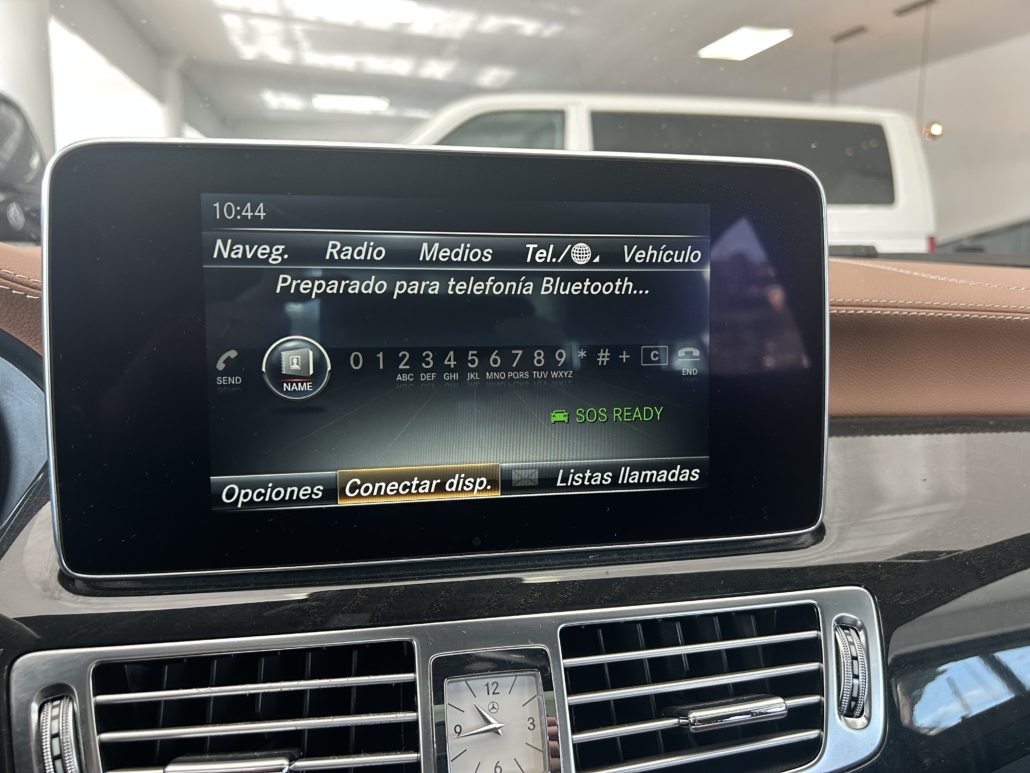 10:44
Naveg. Radio Medios Tel./ Vehículo
Preparado para telefonía Bluetooth...
SEND NAME 0 1 2 3 4 5 6 7 8 9 * # + C END
ABC DEF GHI JKL MNO PQRS TUV WXYZ
SOS READY
Opciones Conectar disp. Listas llamadas
12
9 3
6